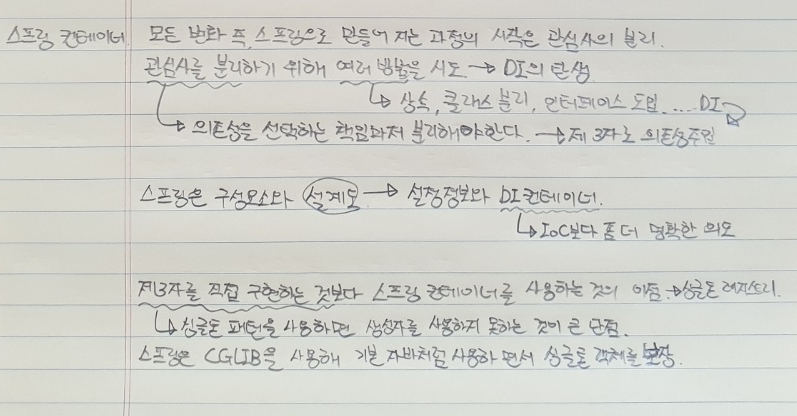 스프링 컨테이너 모든 변화 즉, 스프링으로 만들어 지는 과정의 시작은 관심사의 분리.
관심사를 분리하기 위해 여러 방법을 시도 → DI의 탄생
↳ 상속, 클래스 분리, 인터페이스 도입 .... DI
↳ 의존성을 선택하는 책임마저 분리해야한다. → 제 3자로 의존성주입
스프링은 구성요소와 설계도 → 설정정보와 DI컨테이너.
↳ IoC보다 좀 더 명확한 의미
제3자를 직접 구현하는 것보다 스프링 컨테이너를 사용하는 것의 이점 → 싱글톤 레지스트리.
↳ 싱글톤 패턴을 사용하면 생성자를 사용하지 못하는 것이 큰 단점.
스프링은 CGLIB을 사용해 기본 자바처럼 사용하면서 싱글톤 객체를 보장.